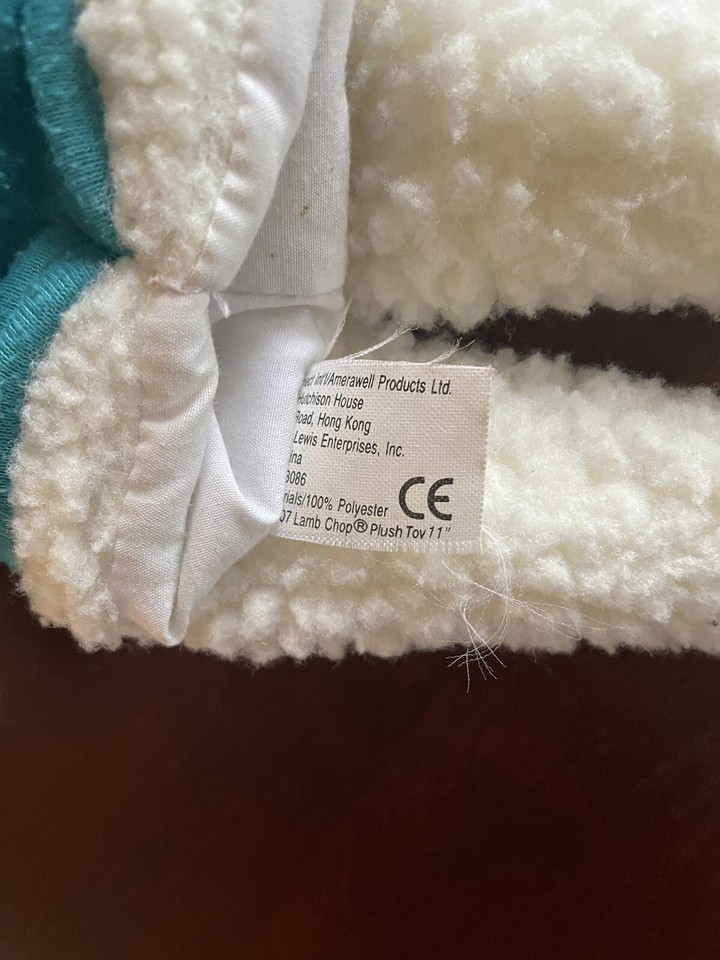 Int'l/Amerawell Products Ltd.
Hutchison House
Road, Hong Kong
Lewis Enterprises, Inc.
ina
3086
rials/100% Polyester
CE
07 Lamb Chop® Plush Toy 11"